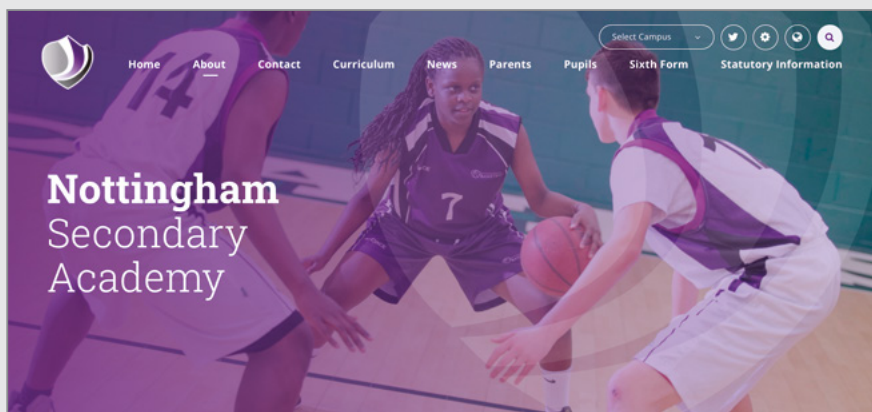 Select Campus
Home About Contact Curriculum News Parents Pupils Sixth Form Statutory Information
14
7
Nottingham
Secondary
Academy